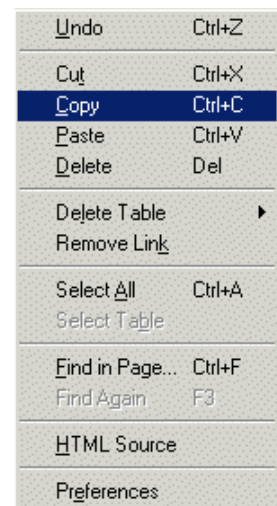 Undo Ctrl+Z
Cut Ctrl+X
Copy Ctrl+C
Paste Ctrl+V
Delete Del
Delete Table
Remove Link
Select All Ctrl+A
Select Table
Find in Page... Ctrl+F
Find Again F3
HTML Source
Preferences